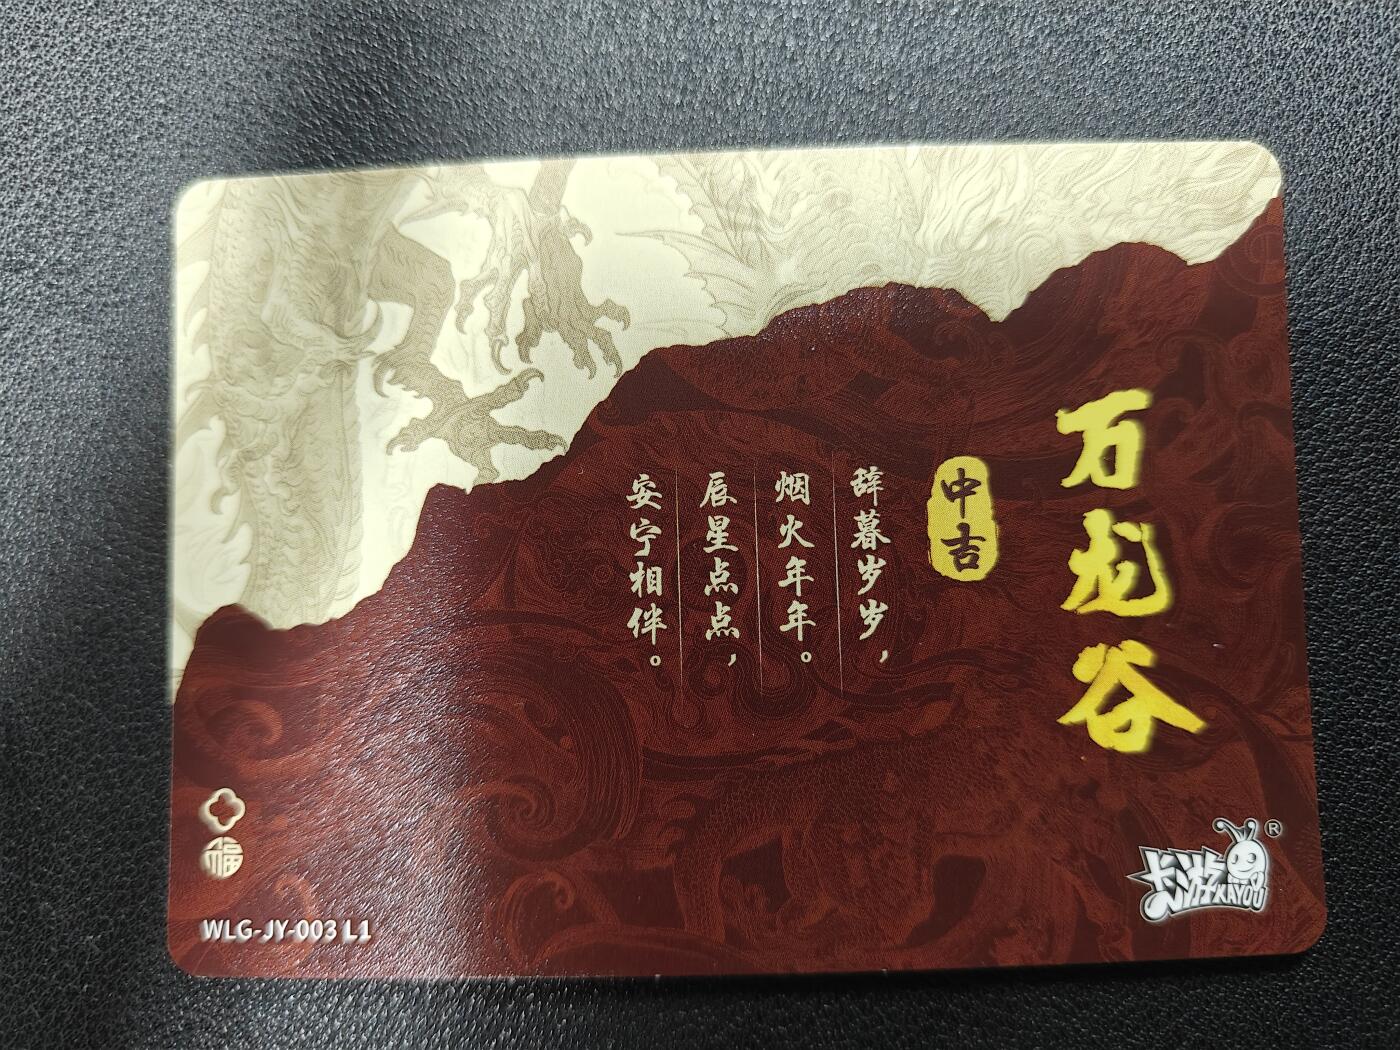 万龙谷
中吉
辞暮岁岁，
烟火年年。
辰星点点，
安宁相伴。
福
WLG-JY-003 L1
卡游
KAYOU
®